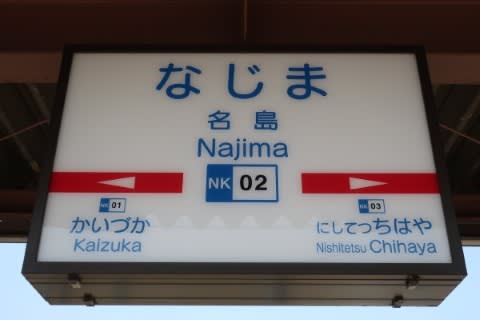 なじま
名島
Najima
NK 02
NK 01
かいづか
Kaizuka
NK 03
にしてつちはや
Nishitetsu Chihaya